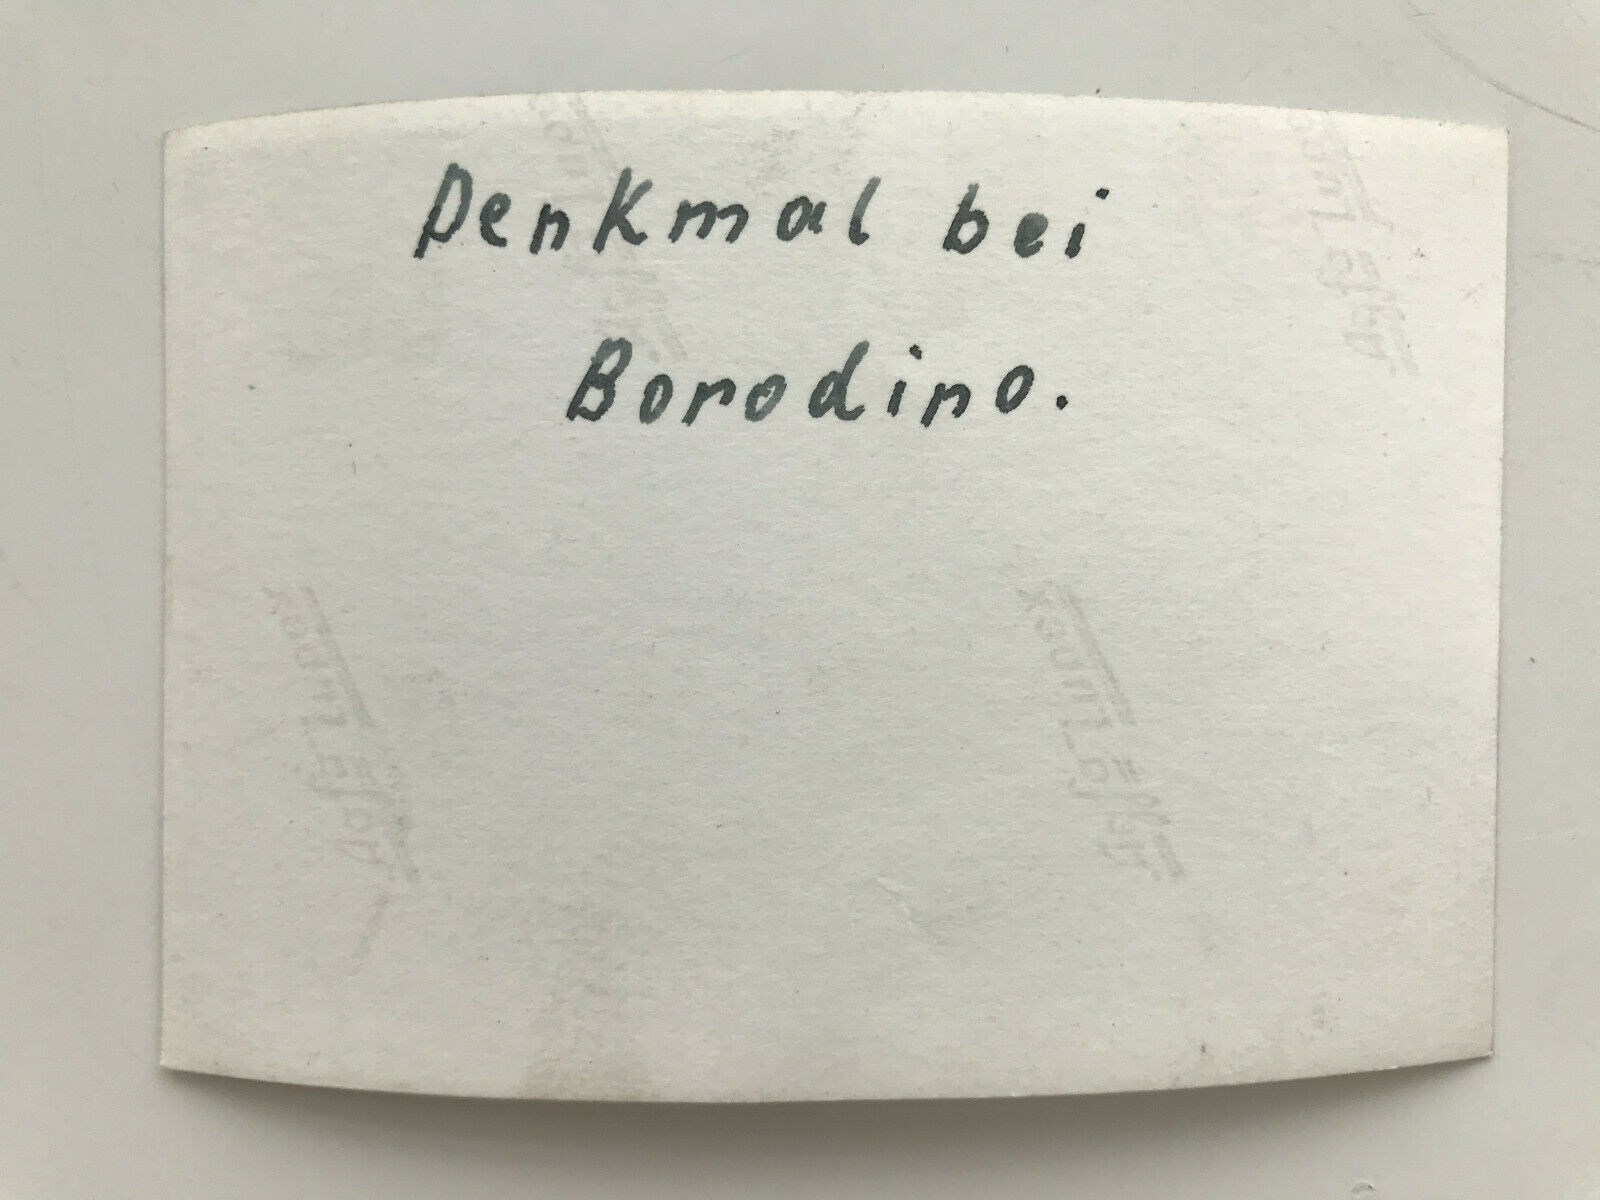 Denkmal bei
Borodino.